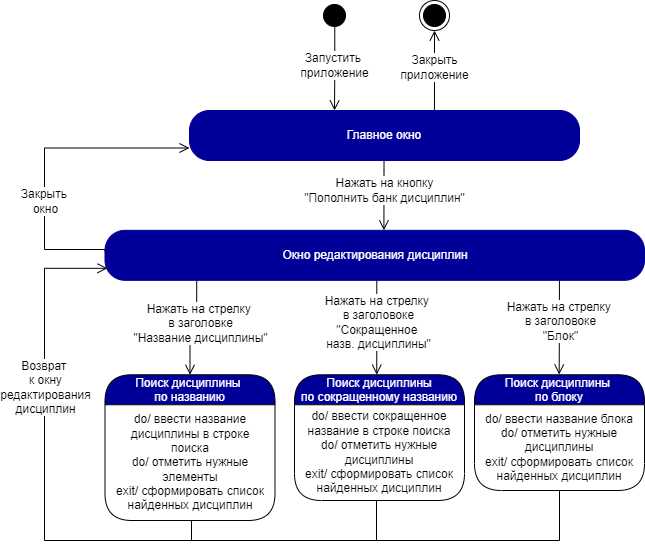 Запустить
приложение
Закрыть
приложение
Главное окно
Нажать на кнопку
"Пополнить банк дисциплин"
Закрыть
окно
Окно редактирования дисциплин
Нажать на стрелку
в заголовке
"Название дисциплины"
Нажать на стрелку
в заголовоке
"Сокращенное
назв. дисциплины"
Нажать на стрелку
в заголовоке
"Блок"
Возврат
к окну
редактирования
дисциплин
Поиск дисциплины
по названию
do/ ввести название
дисциплины в строке
поиска
do/ отметить нужные
элементы
exit/ сформировать список
найденных дисциплин
Поиск дисциплины
по сокращенному названию
do/ ввести сокращенное
название в строке поиска
do/ отметить нужные
дисциплины
exit/ сформировать список
найденных дисциплин
Поиск дисциплины
по блоку
do/ ввести название блока
do/ отметить нужные
дисциплины
exit/ сформировать список
найденных дисциплин